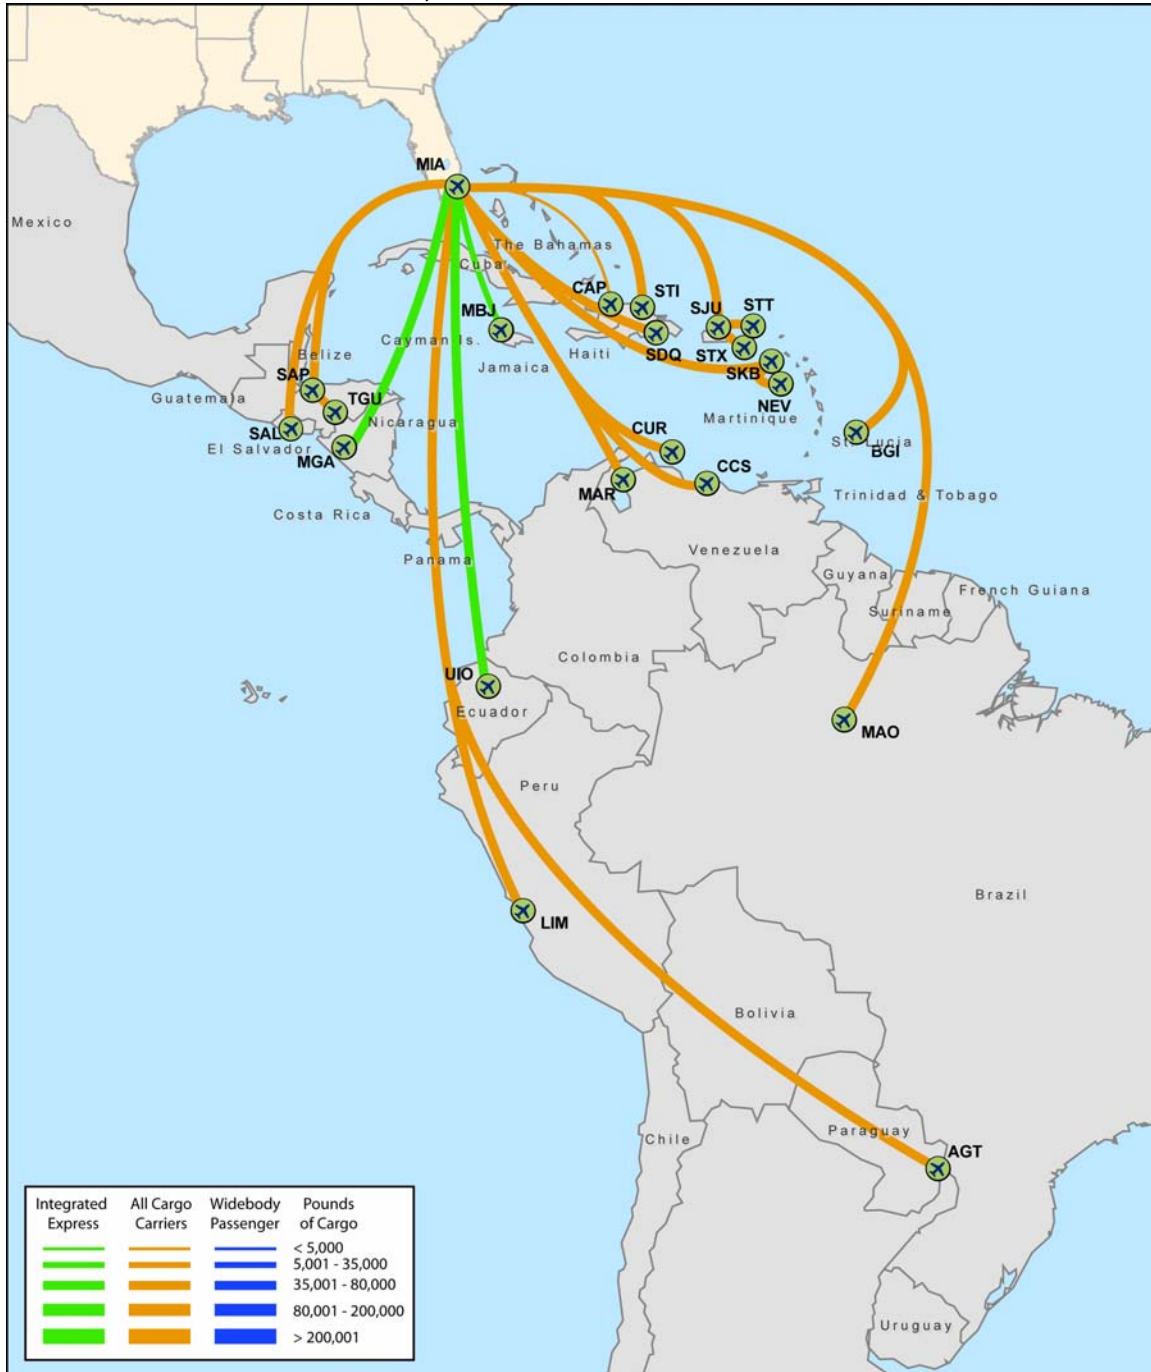 MIA
Mexico
The Bahamas
Cuba
CAP
STI
SJU
STT
MBJ
Cayman Is.
SDQ
STX
Haiti
Belize
Jamaica
SKB
SAP
NEV
Guatemala
TGU
Martinique
Nicaragua
CUR
SAL
El Salvador
St. Lucia
BGI
MGA
CCS
MAR
Trinidad & Tobago
Costa Rica
Venezuela
Panama
Guyana
French Guiana
Suriname
Colombia
UIO
Ecuador
MAO
Peru
Brazil
LIM
Bolivia
Paraguay
Chile
AGT
Integrated Express
All Cargo Carriers
Widebody Passenger
Pounds of Cargo
< 5,000
5,001 - 35,000
35,001 - 80,000
80,001 - 200,000
> 200,001
Uruguay